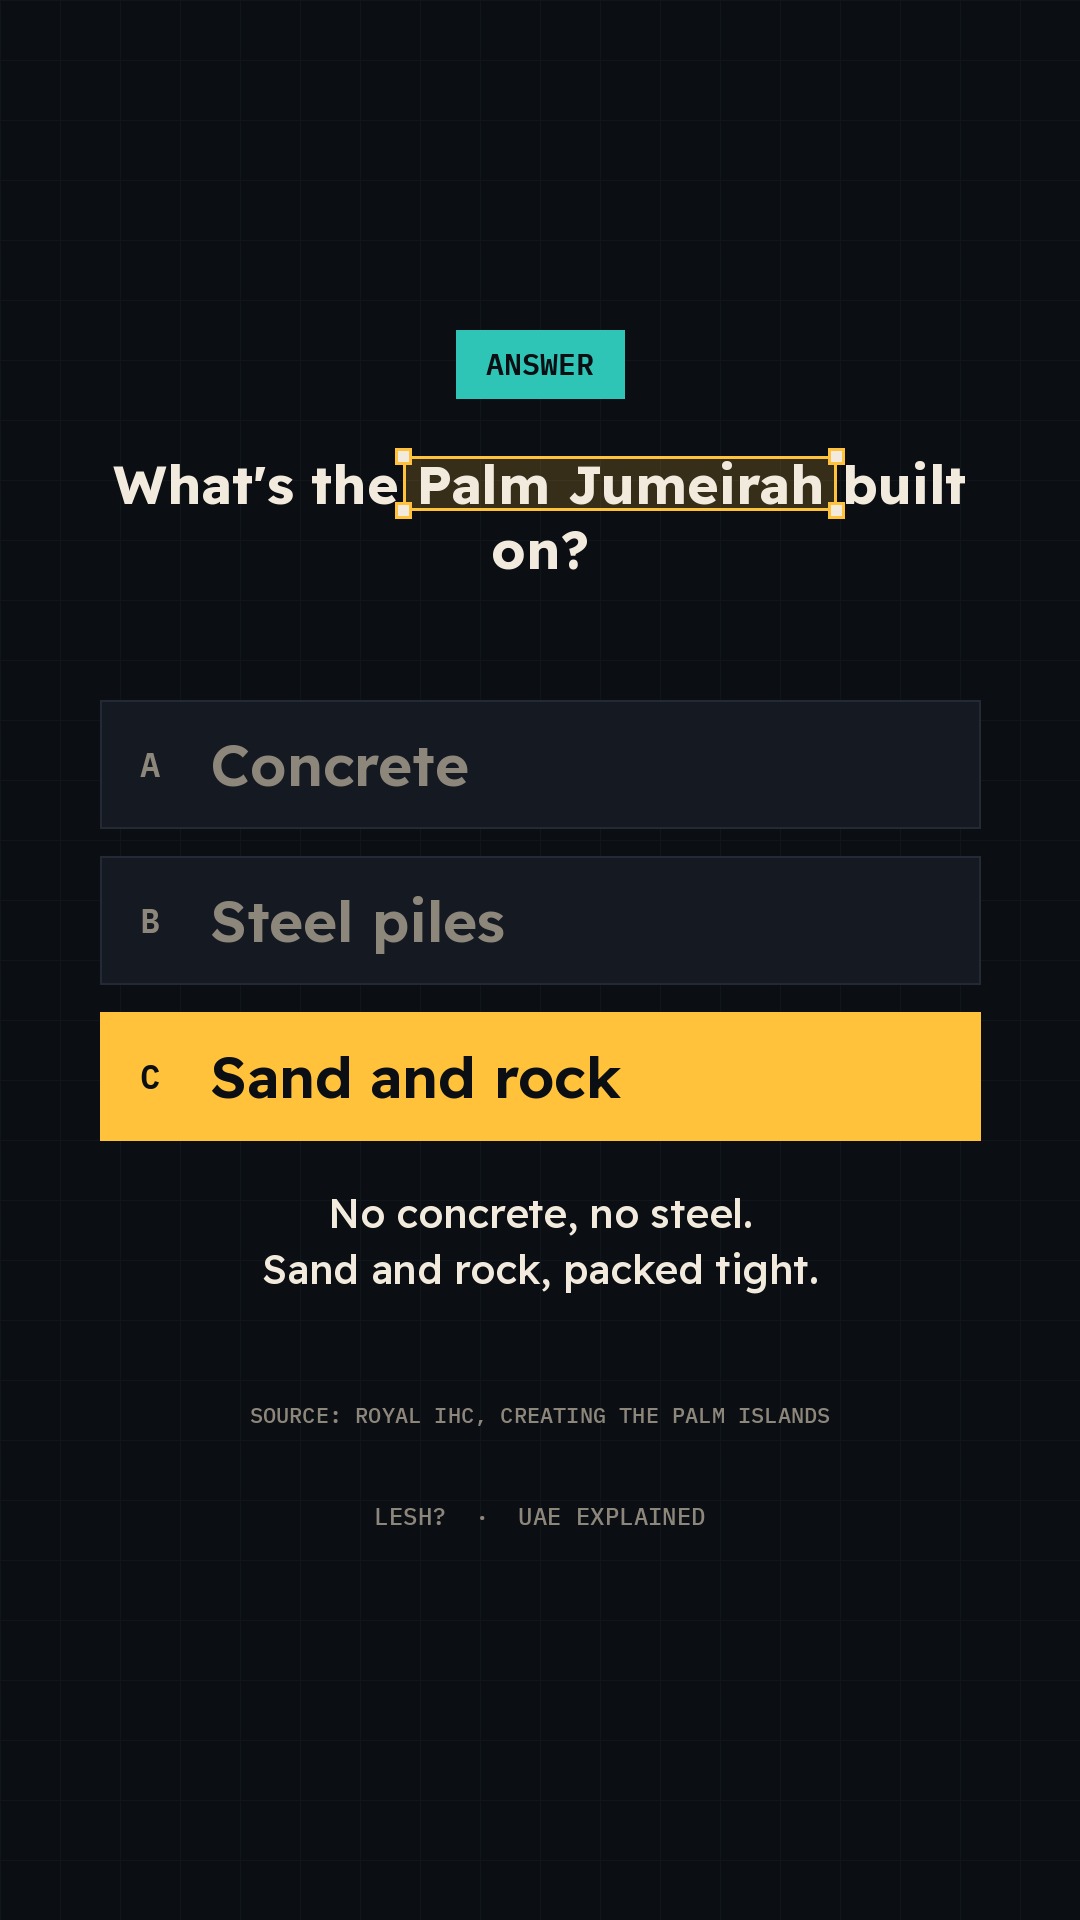 ANSWER
What's the Palm Jumeirah built
on?
A Concrete
B Steel piles
C Sand and rock
No concrete, no steel.
Sand and rock, packed tight.
SOURCE: ROYAL IHC, CREATING THE PALM ISLANDS
LESH? · UAE EXPLAINED